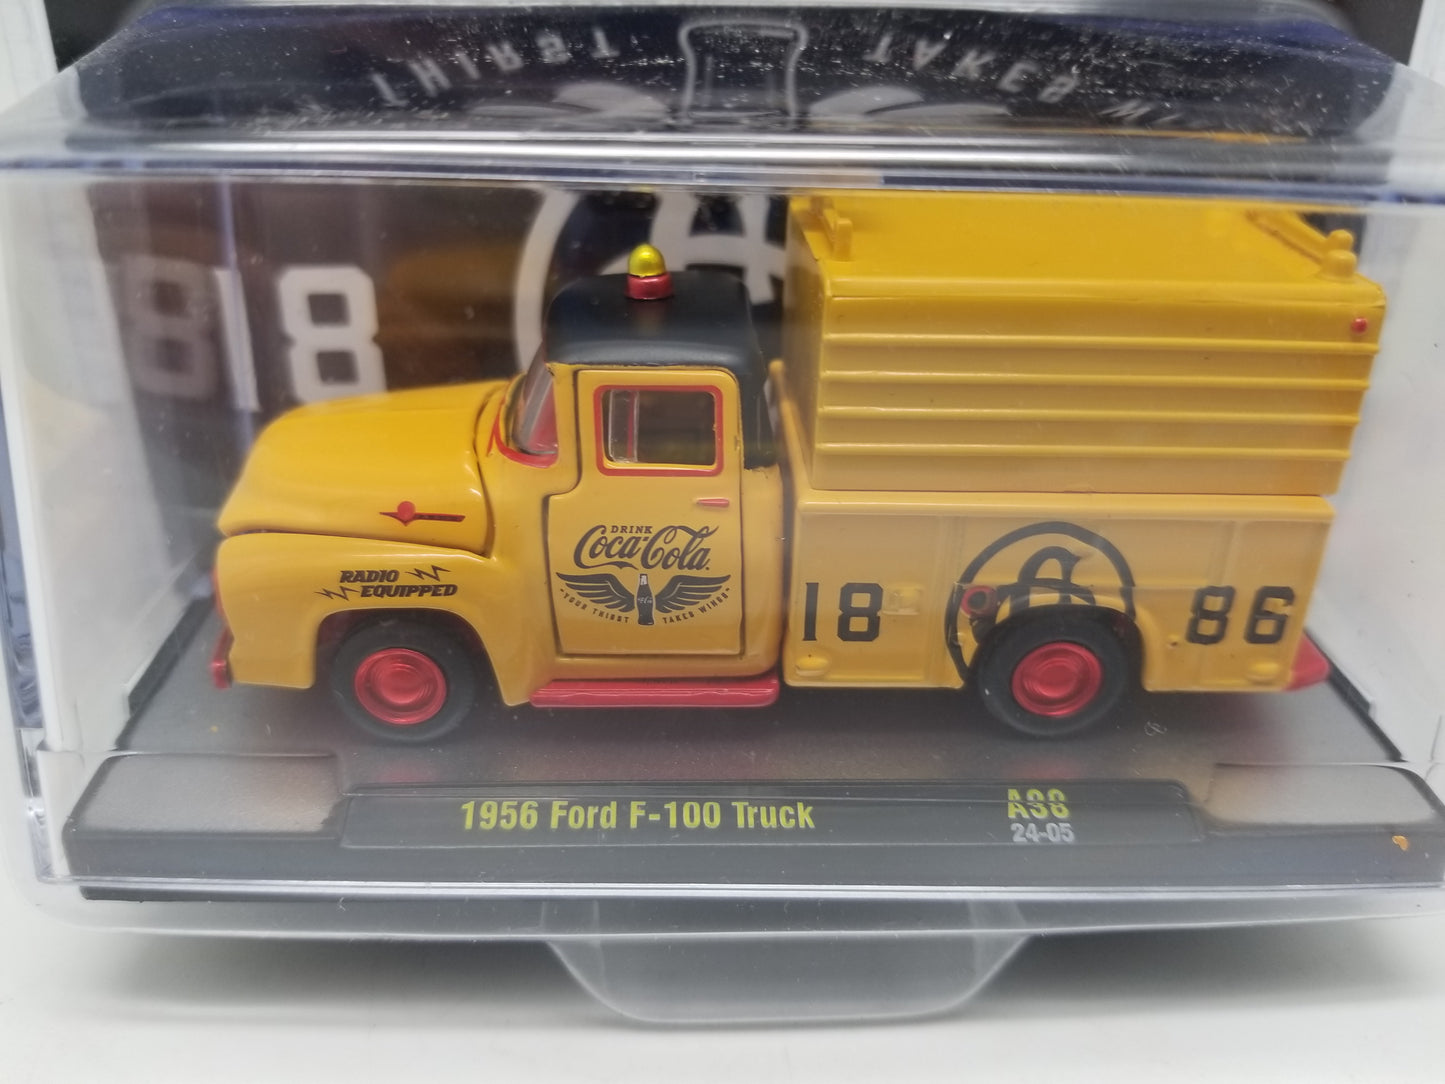 THIRST TAKES WI
18
RADIO
EQUIPPED
DRINK
Coca-Cola
YOUR THIRST TAKES WINGS
18 86
1956 Ford F-100 Truck
A38
24-05